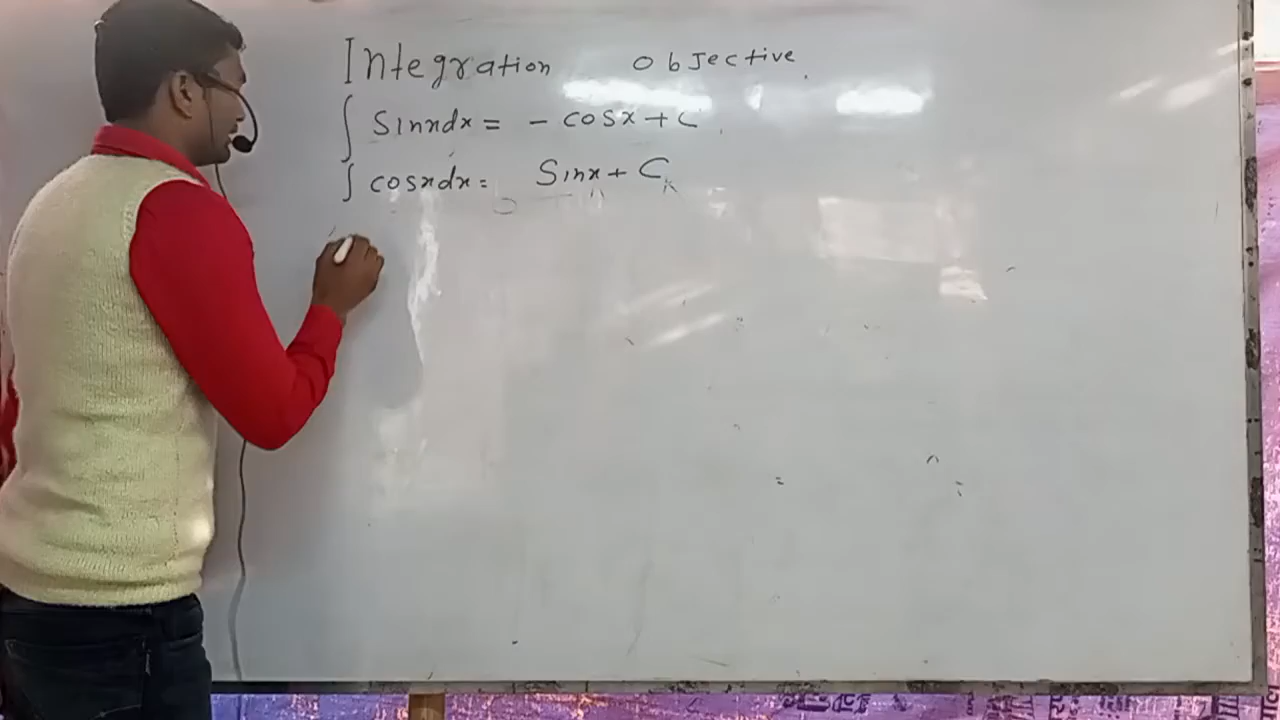 Integration objective
∫ Sinxdx = - cosx + C
∫ cosxdx = Sinx + C